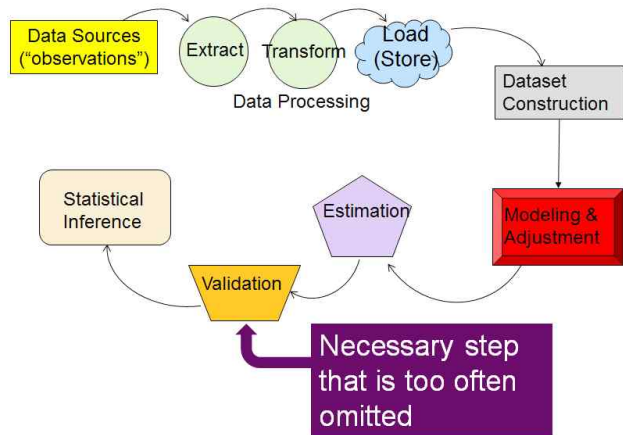 Data Sources
(“observations”)
Extract
Transform
Load
(Store)
Data Processing
Dataset
Construction
Modeling &
Adjustment
Estimation
Validation
Statistical
Inference
Necessary step
that is too often
omitted